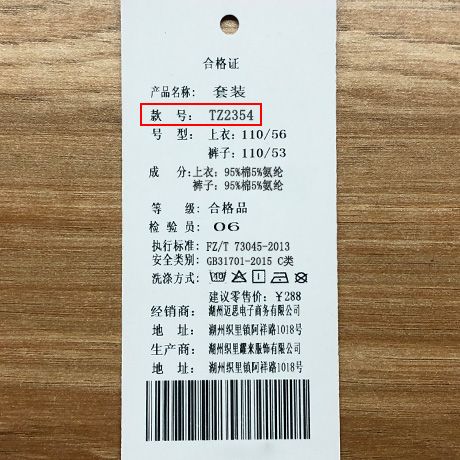 合格证
产品名称: 套装
款 号: TZ2354
号 型: 上衣: 110/56
裤子: 110/53
成 分: 上衣: 95%棉5%氨纶
裤子: 95%棉5%氨纶
等 级: 合格品
检 验 员: 06
执行标准: FZ/T 73045-2013
安全类别: GB31701-2015 C类
洗涤方式:
建议零售价: ¥288
经销商: 湖州迈思电子商务有限公司
地 址: 湖州织里镇阿祥路1018号
生产商: 湖州织里耀来服饰有限公司
地 址: 湖州织里镇阿祥路1018号